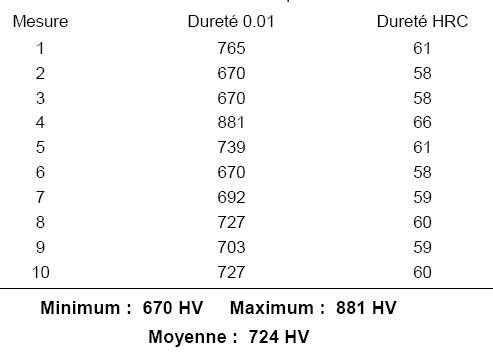 Mesure Dureté 0.01 Dureté HRC
1 765 61
2 670 58
3 670 58
4 881 66
5 739 61
6 670 58
7 692 59
8 727 60
9 703 59
10 727 60
Minimum : 670 HV Maximum : 881 HV
Moyenne : 724 HV